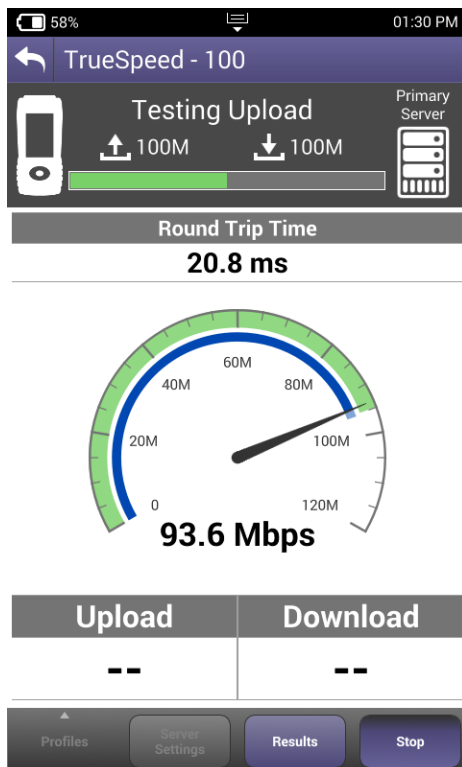 58%
01:30 PM
TrueSpeed - 100
Testing Upload
Primary
Server
100M
100M
Round Trip Time
20.8 ms
0
20M
40M
60M
80M
100M
120M
93.6 Mbps
Upload
Download
--
--
Profiles
Server
Settings
Results
Stop